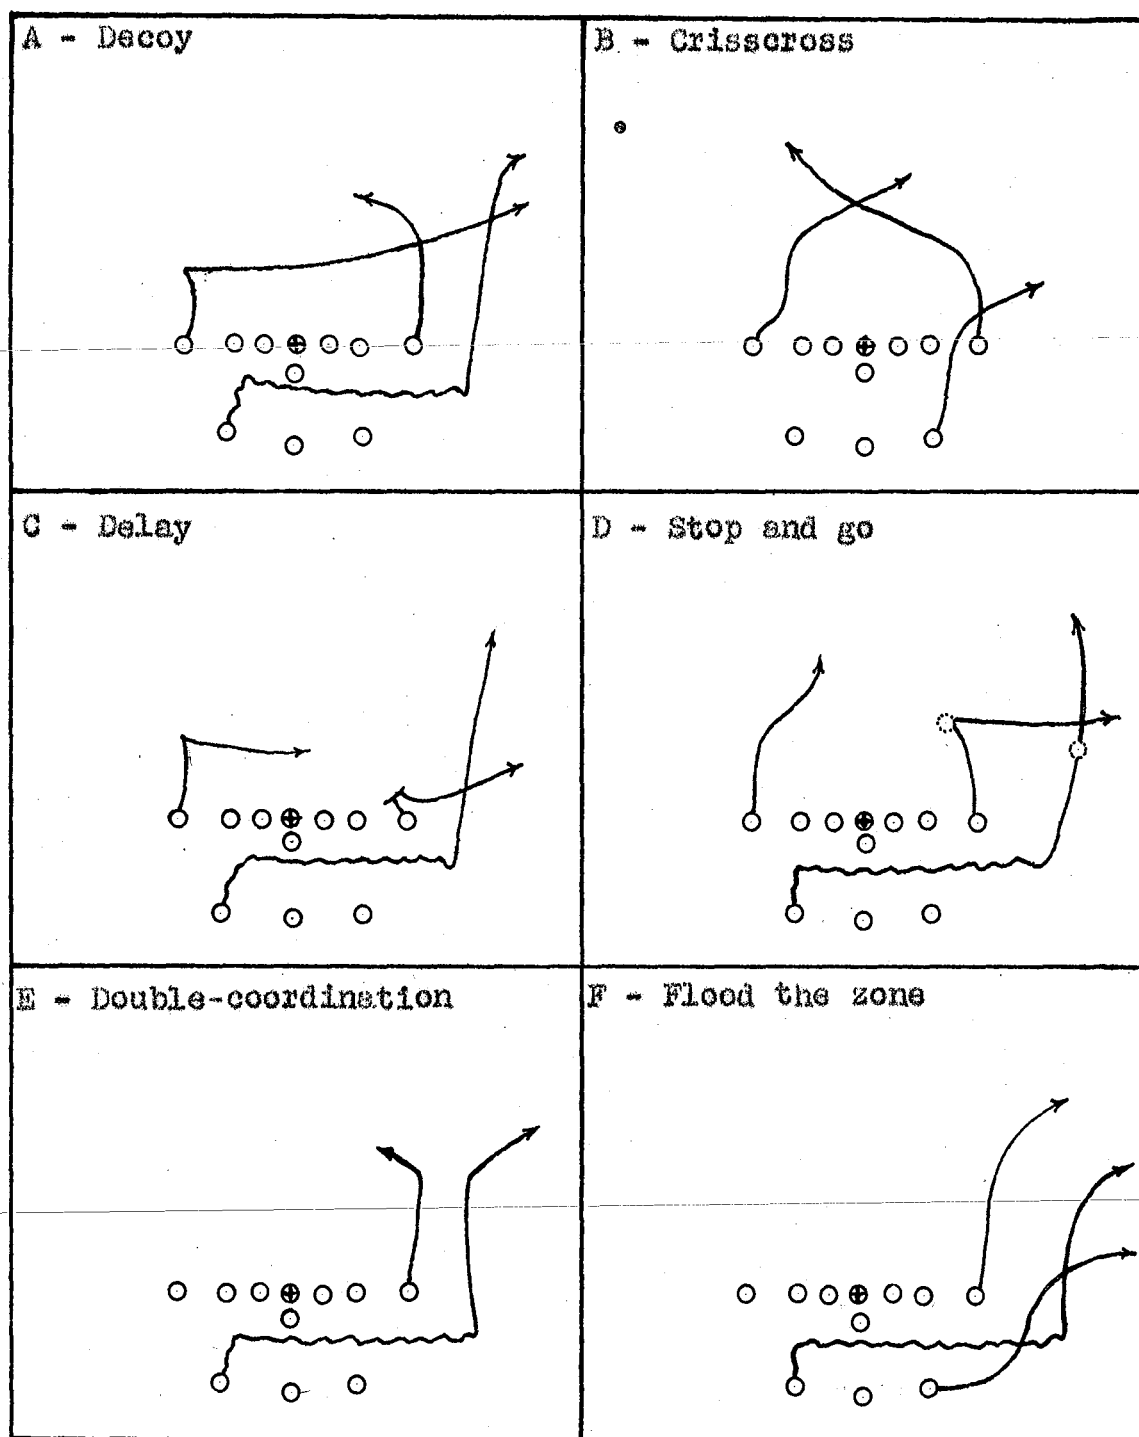 A - Decoy
B - Crisscross
C - Delay
D - Stop and go
E - Double-coordination
F - Flood the zone